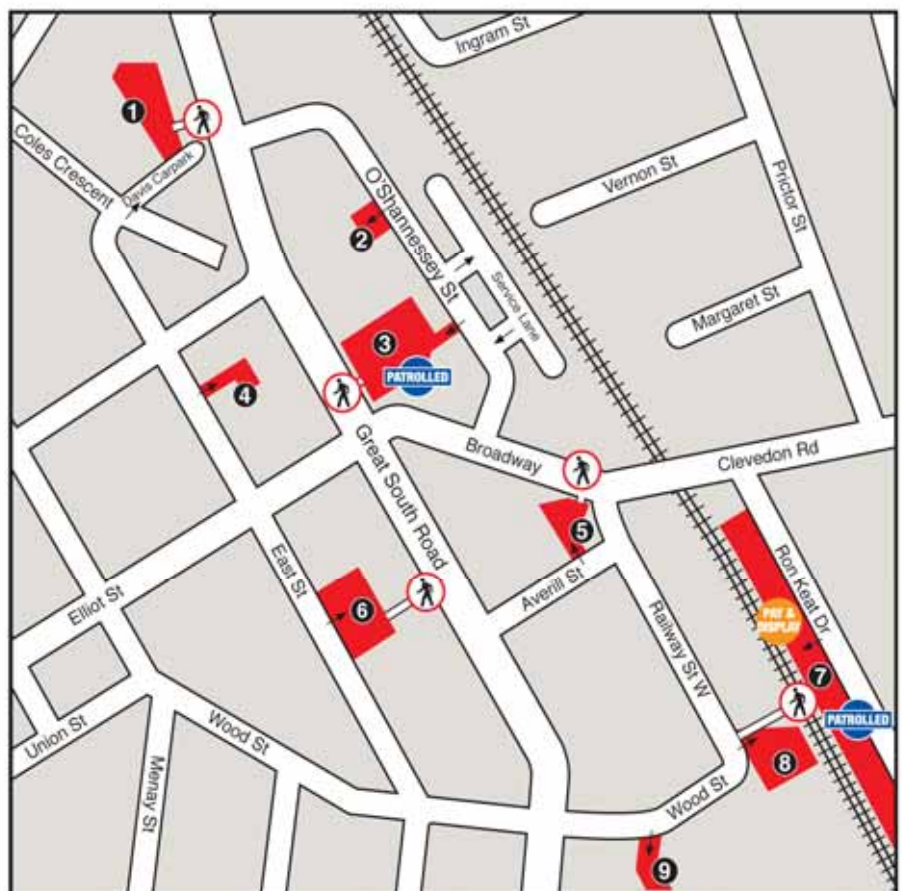 Ingram St
1
Coles Crescent
Davis Carpark
Vernon St
Prictor St
O'Shannessey St
2
Service Lane
Margaret St
3
PATROLLED
4
Great South Road
Broadway
Clevedon Rd
5
East St
Averill St
Elliot St
6
Railway St W
Ron Keat Dr
PAY &
DISPLAY
7
PATROLLED
Union St
Wood St
Menay St
8
Wood St
9